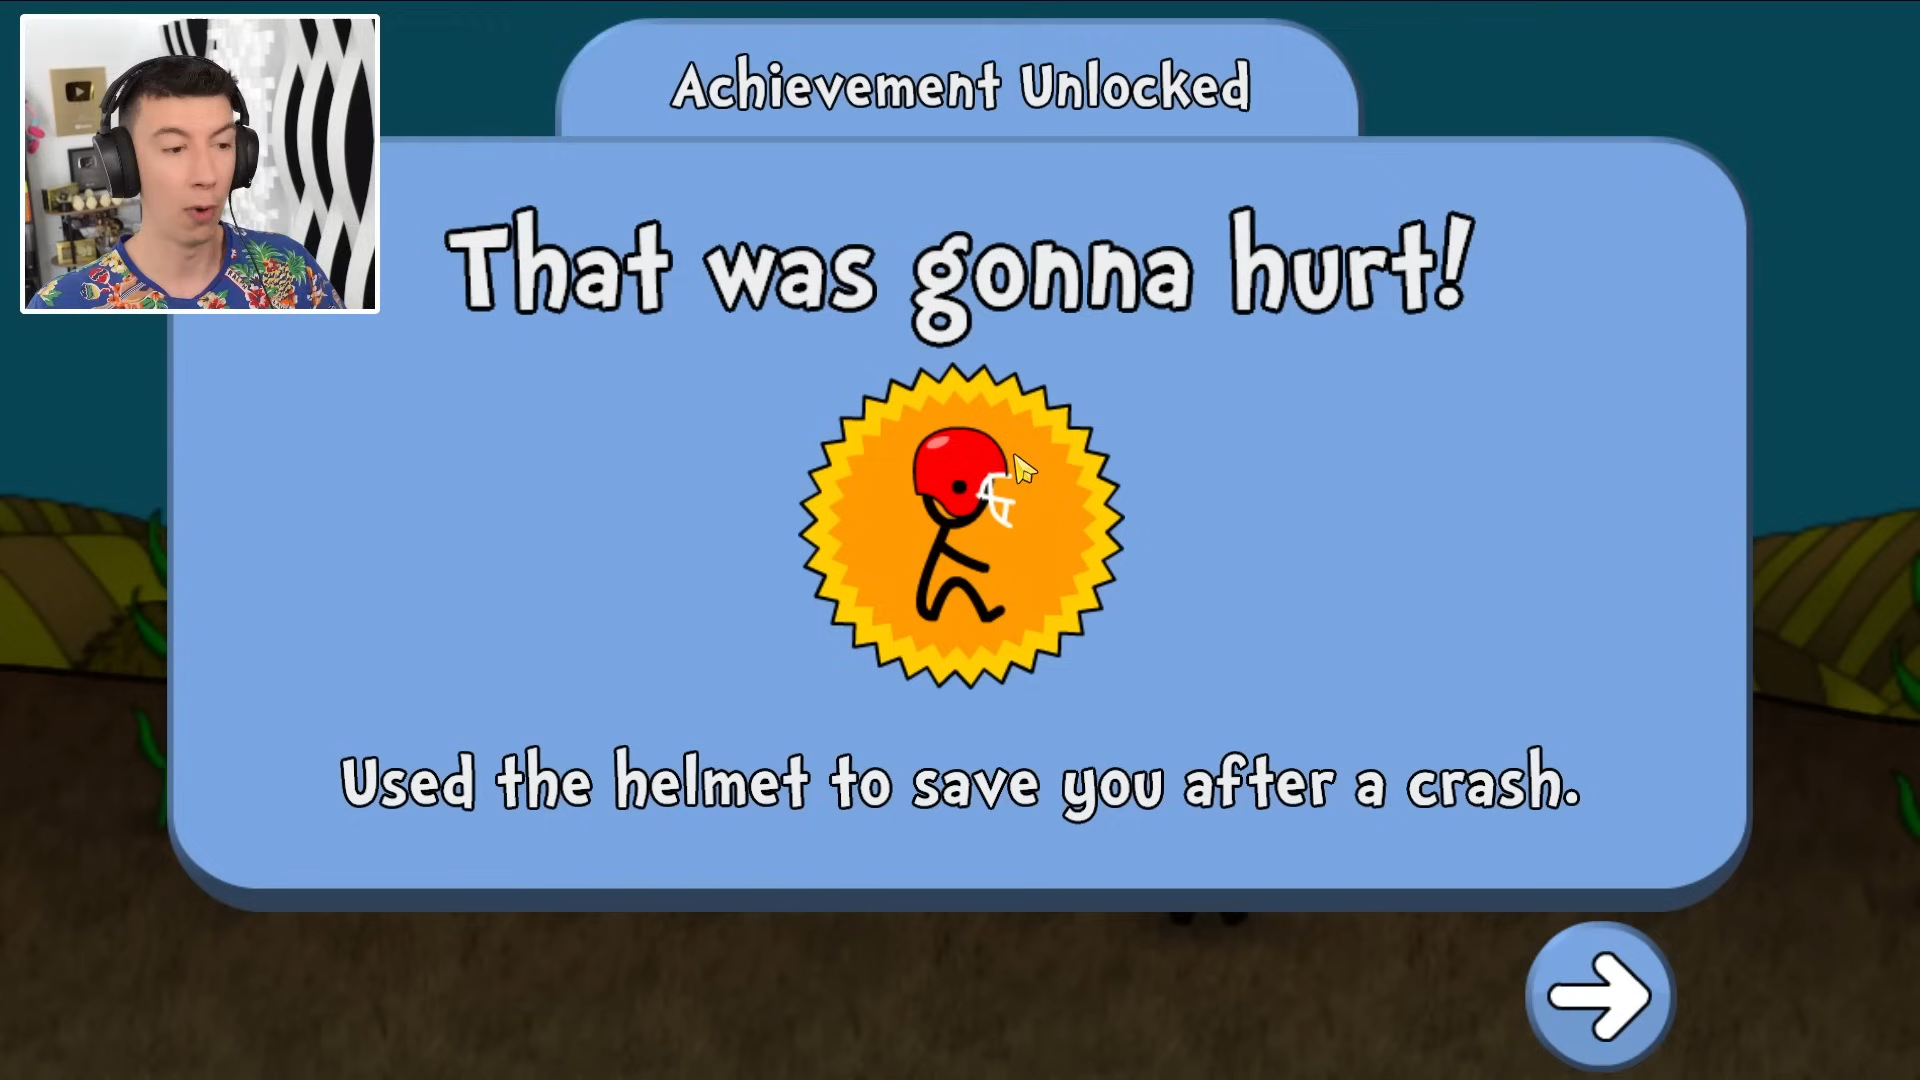 Achievement Unlocked
That was gonna hurt!
Used the helmet to save you after a crash.